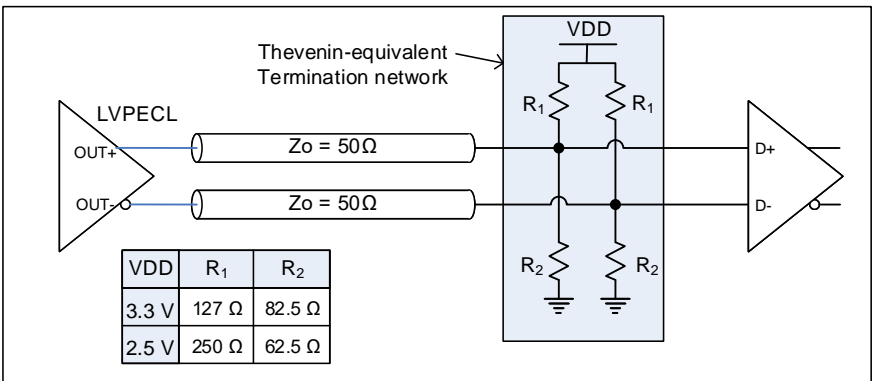 VDD
Thevenin-equivalent
Termination network
R₁
R₁
LVPECL
OUT+
Zo = 50Ω
D+
OUT-
Zo = 50Ω
D-
R₂
R₂
VDD R₁ R₂
3.3 V 127 Ω 82.5 Ω
2.5 V 250 Ω 62.5 Ω